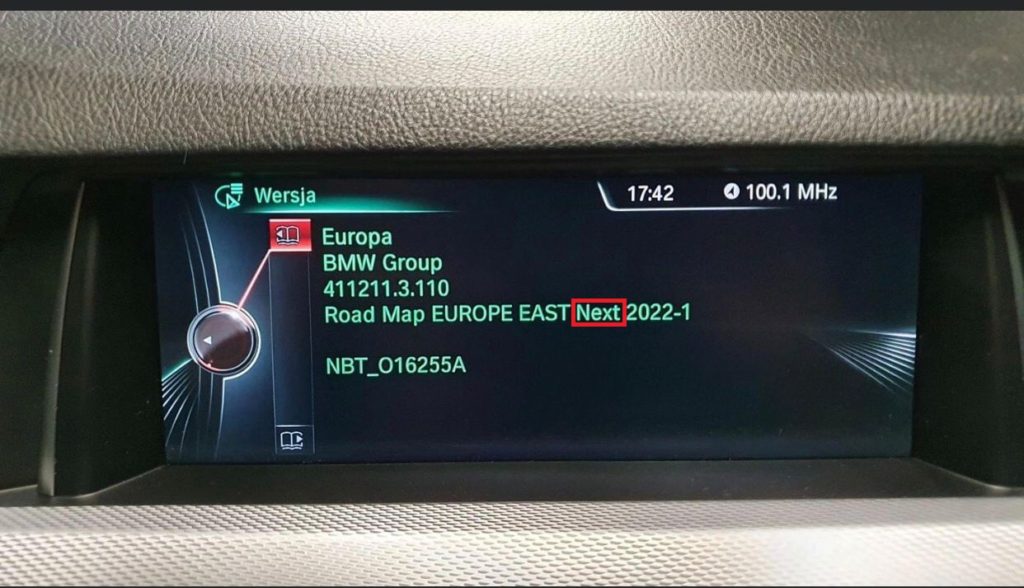 Wersja
17:42
100.1 MHz
Europa
BMW Group
411211.3.110
Road Map EUROPE EAST Next 2022-1
NBT_O16255A